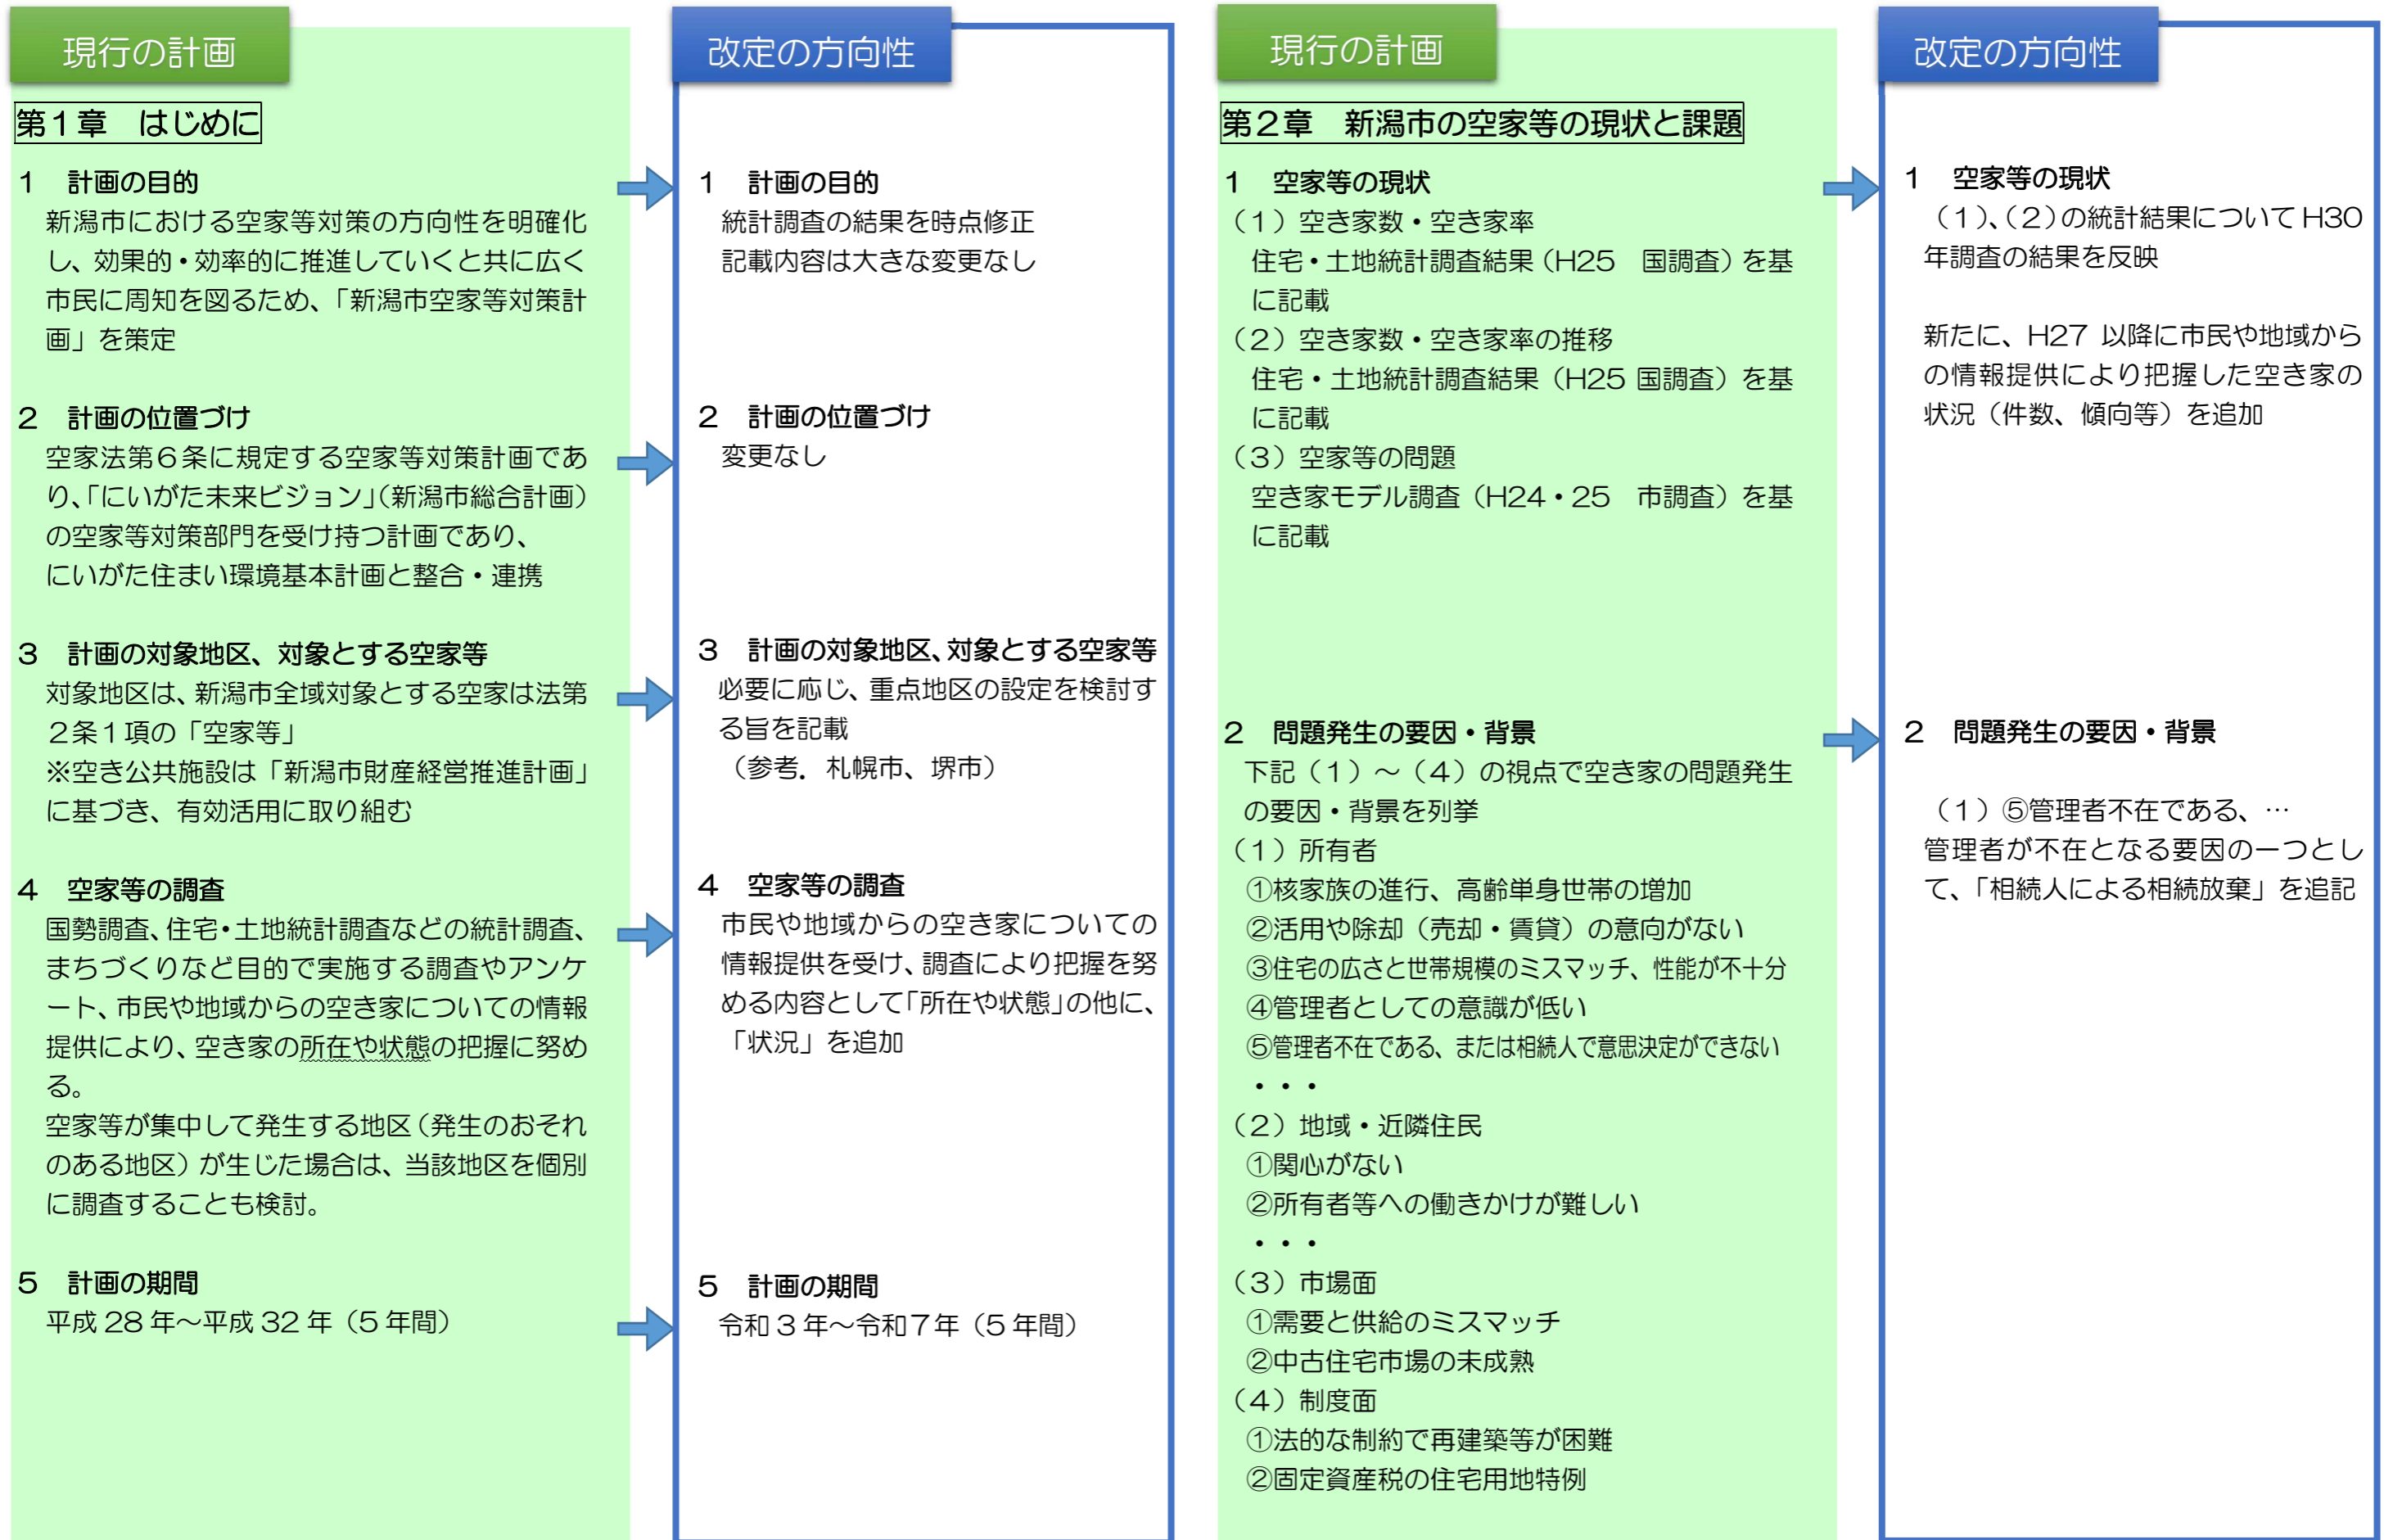 現行の計画
第1章　はじめに
1　計画の目的
新潟市における空家等対策の方向性を明確化
し、効果的・効率的に推進していくと共に広く
市民に周知を図るため、「新潟市空家等対策計
画」を策定
2　計画の位置づけ
空家法第6条に規定する空家等対策計画であ
り、「にいがた未来ビジョン」（新潟市総合計画）
の空家等対策部門を受け持つ計画であり、
にいがた住まい環境基本計画と整合・連携
3　計画の対象地区、対象とする空家等
対象地区は、新潟市全域対象とする空家は法第
2条1項の「空家等」
※空き公共施設は「新潟市財産経営推進計画」
に基づき、有効活用に取り組む
4　空家等の調査
国勢調査、住宅・土地統計調査などの統計調査、
まちづくりなど目的で実施する調査やアンケ
ート、市民や地域からの空き家についての情報
提供により、空き家の所在や状態の把握に努め
る。
空家等が集中して発生する地区（発生のおそれ
のある地区）が生じた場合は、当該地区を個別
に調査することも検討。
5　計画の期間
平成28年～平成32年（5年間）
改定の方向性
1　計画の目的
統計調査の結果を時点修正
記載内容は大きな変更なし
2　計画の位置づけ
変更なし
3　計画の対象地区、対象とする空家等
必要に応じ、重点地区の設定を検討す
る旨を記載
（参考．札幌市、堺市）
4　空家等の調査
市民や地域からの空き家についての
情報提供を受け、調査により把握を努
める内容として「所在や状態」の他に、
「状況」を追加
5　計画の期間
令和3年～令和7年（5年間）
現行の計画
第2章　新潟市の空家等の現状と課題
1　空家等の現状
（1）空き家数・空き家率
住宅・土地統計調査結果（H25　国調査）を基
に記載
（2）空き家数・空き家率の推移
住宅・土地統計調査結果（H25 国調査）を基
に記載
（3）空家等の問題
空き家モデル調査（H24・25　市調査）を基
に記載
2　問題発生の要因・背景
下記（1）～（4）の視点で空き家の問題発生
の要因・背景を列挙
（1）所有者
①核家族の進行、高齢単身世帯の増加
②活用や除却（売却・賃貸）の意向がない
③住宅の広さと世帯規模のミスマッチ、性能が不十分
④管理者としての意識が低い
⑤管理者不在である、または相続人で意思決定ができない
・・・
（2）地域・近隣住民
①関心がない
②所有者等への働きかけが難しい
・・・
（3）市場面
①需要と供給のミスマッチ
②中古住宅市場の未成熟
（4）制度面
①法的な制約で再建築等が困難
②固定資産税の住宅用地特例
改定の方向性
1　空家等の現状
（1）、（2）の統計結果についてH30
年調査の結果を反映
新たに、H27 以降に市民や地域から
の情報提供により把握した空き家の
状況（件数、傾向等）を追加
2　問題発生の要因・背景
（1）⑤管理者不在である、…
管理者が不在となる要因の一つとし
て、「相続人による相続放棄」を追記